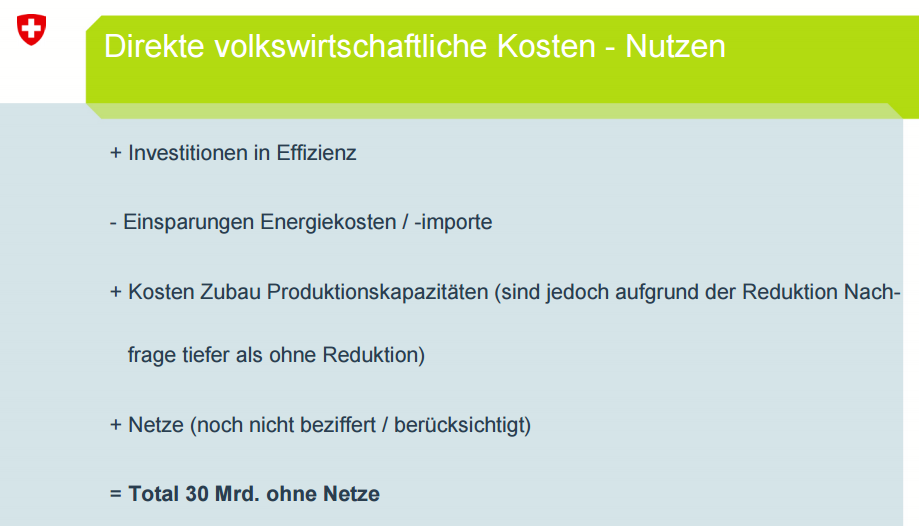 Direkte volkswirtschaftliche Kosten - Nutzen
+ Investitionen in Effizienz
- Einsparungen Energiekosten / -importe
+ Kosten Zubau Produktionskapazitäten (sind jedoch aufgrund der Reduktion Nach-
frage tiefer als ohne Reduktion)
+ Netze (noch nicht beziffert / berücksichtigt)
= Total 30 Mrd. ohne Netze